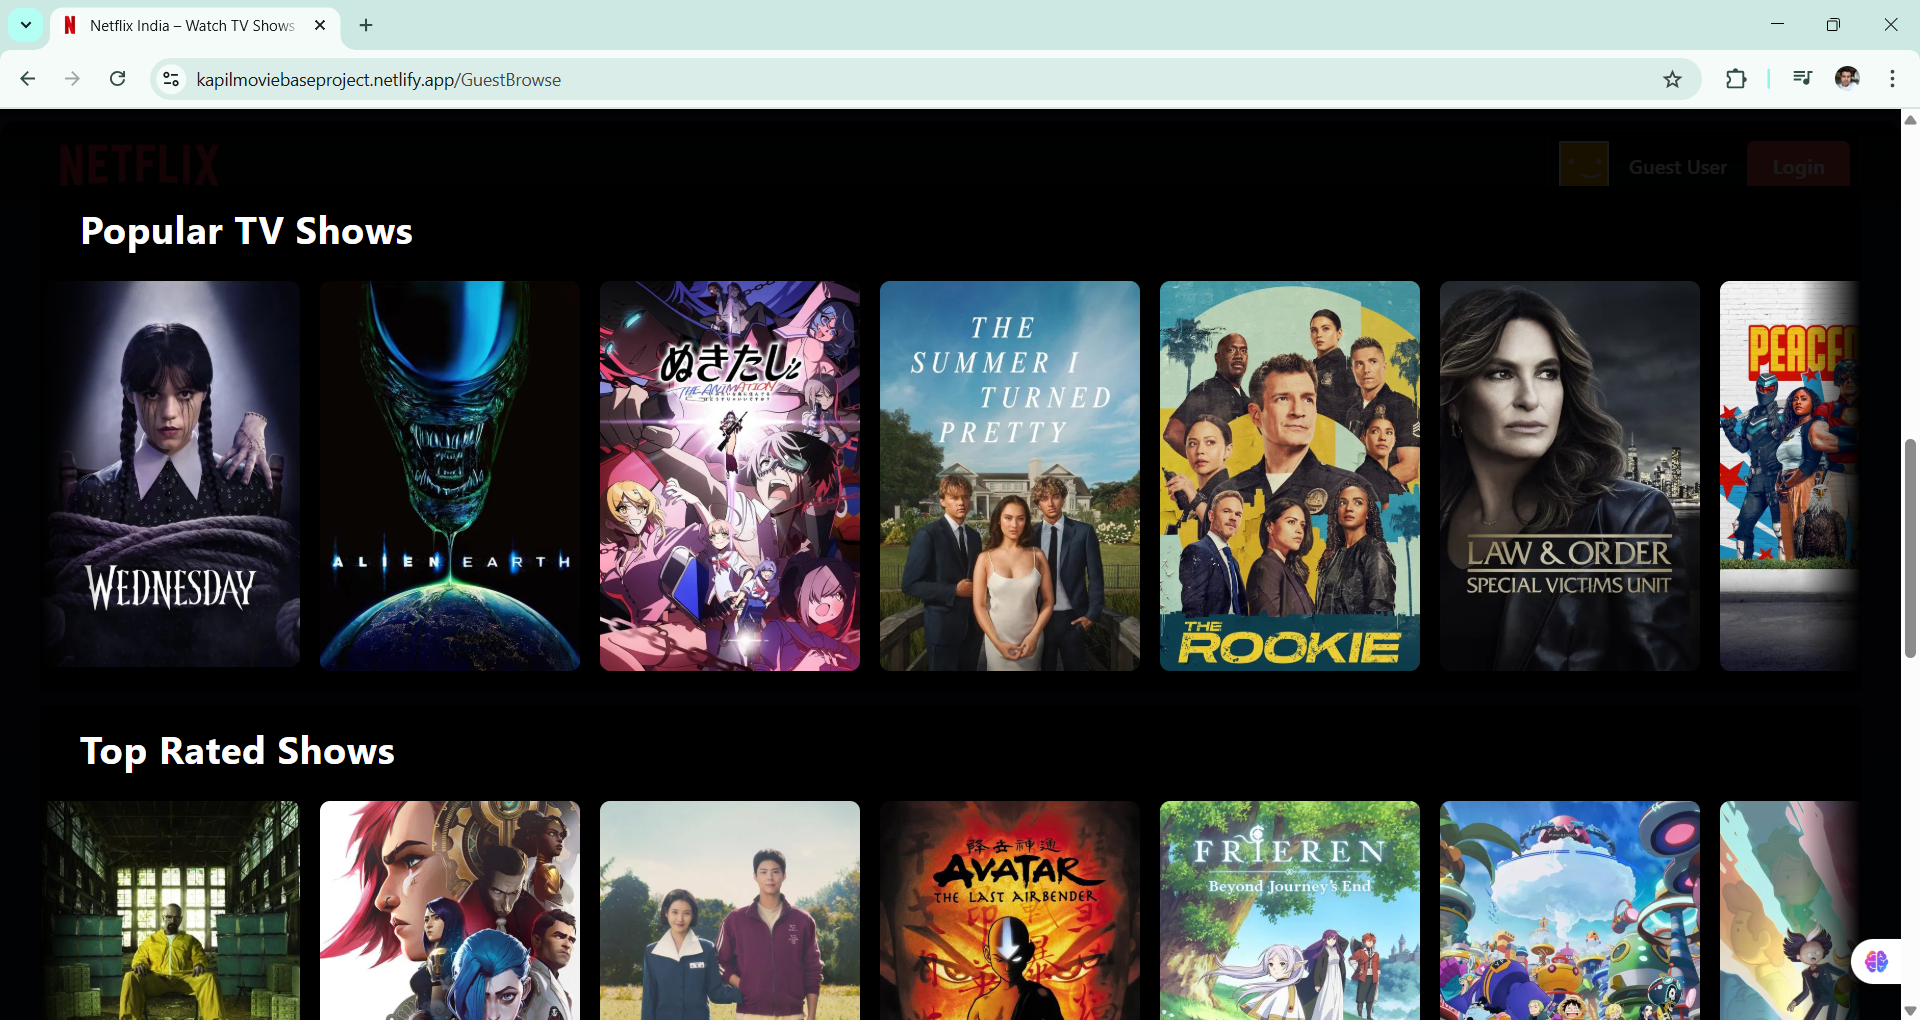 Netflix India – Watch TV Shows
kapilmoviebaseproject.netlify.app/GuestBrowse
NETFLIX
Guest User
Login
Popular TV Shows
WEDNESDAY
ALIEN EARTH
ぬきたし
THE ANIMATION
THE
SUMMER I
TURNED
PRETTY
THE
ROOKIE
LAW & ORDER
SPECIAL VICTIMS UNIT
Top Rated Shows
降去神通
AVATAR
THE LAST AIRBENDER
FRIEREN
Beyond Journey's End